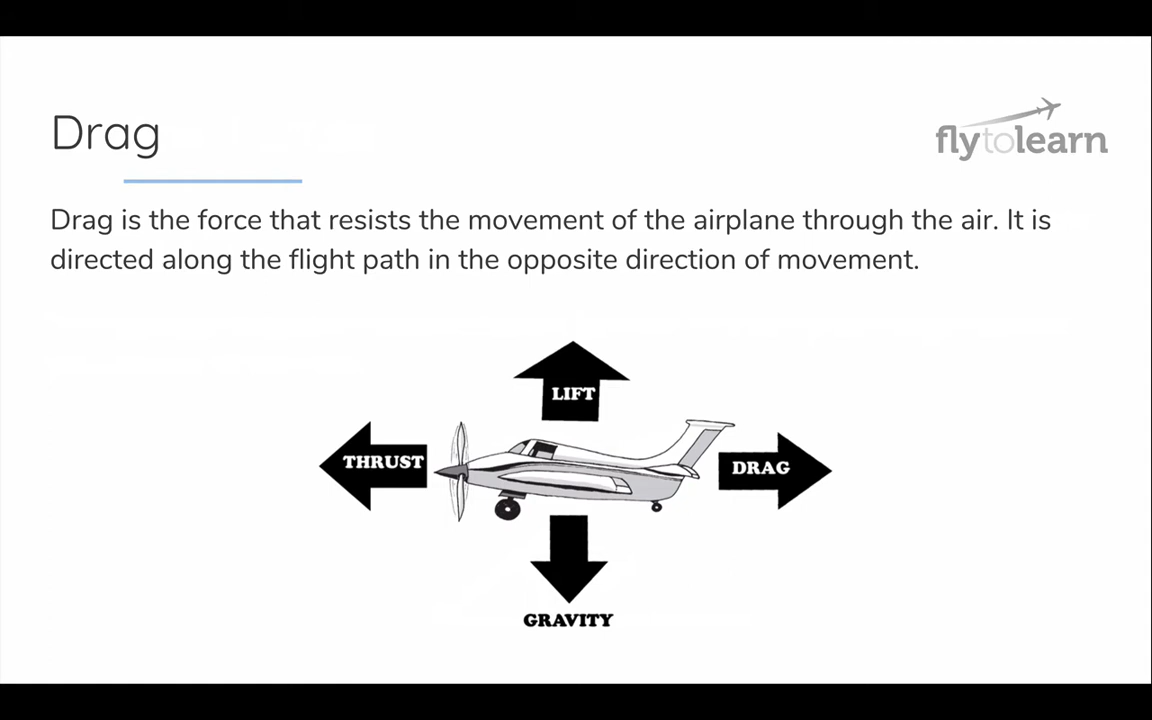 Drag
flytolearn
Drag is the force that resists the movement of the airplane through the air. It is
directed along the flight path in the opposite direction of movement.
LIFT
THRUST
DRAG
GRAVITY